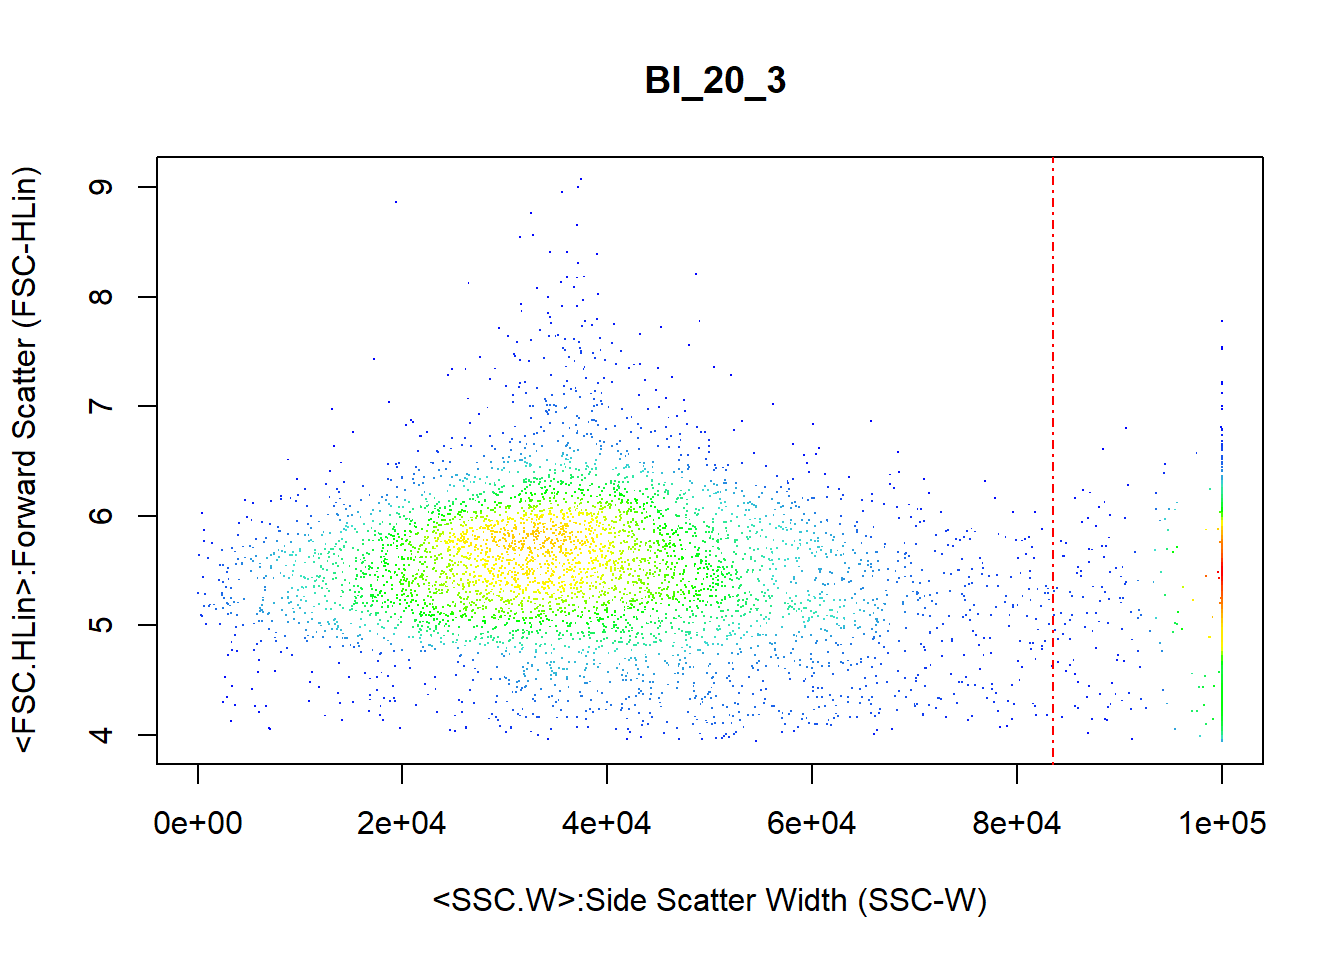 BI_20_3
<FSC.HLin>:Forward Scatter (FSC-HLin)
9
8
7
6
5
4
0e+00 2e+04 4e+04 6e+04 8e+04 1e+05
<SSC.W>:Side Scatter Width (SSC-W)